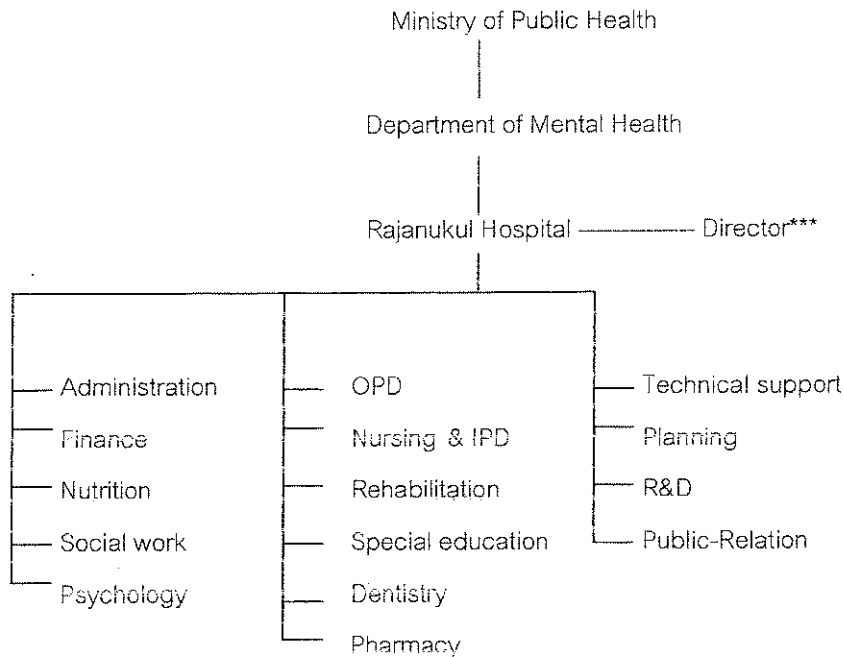 Ministry of Public Health
Department of Mental Health
Rajanukul Hospital
Director***
Administration
Finance
Nutrition
Social work
Psychology
OPD
Nursing & IPD
Rehabilitation
Special education
Dentistry
Pharmacy
Technical support
Planning
R&D
Public-Relation